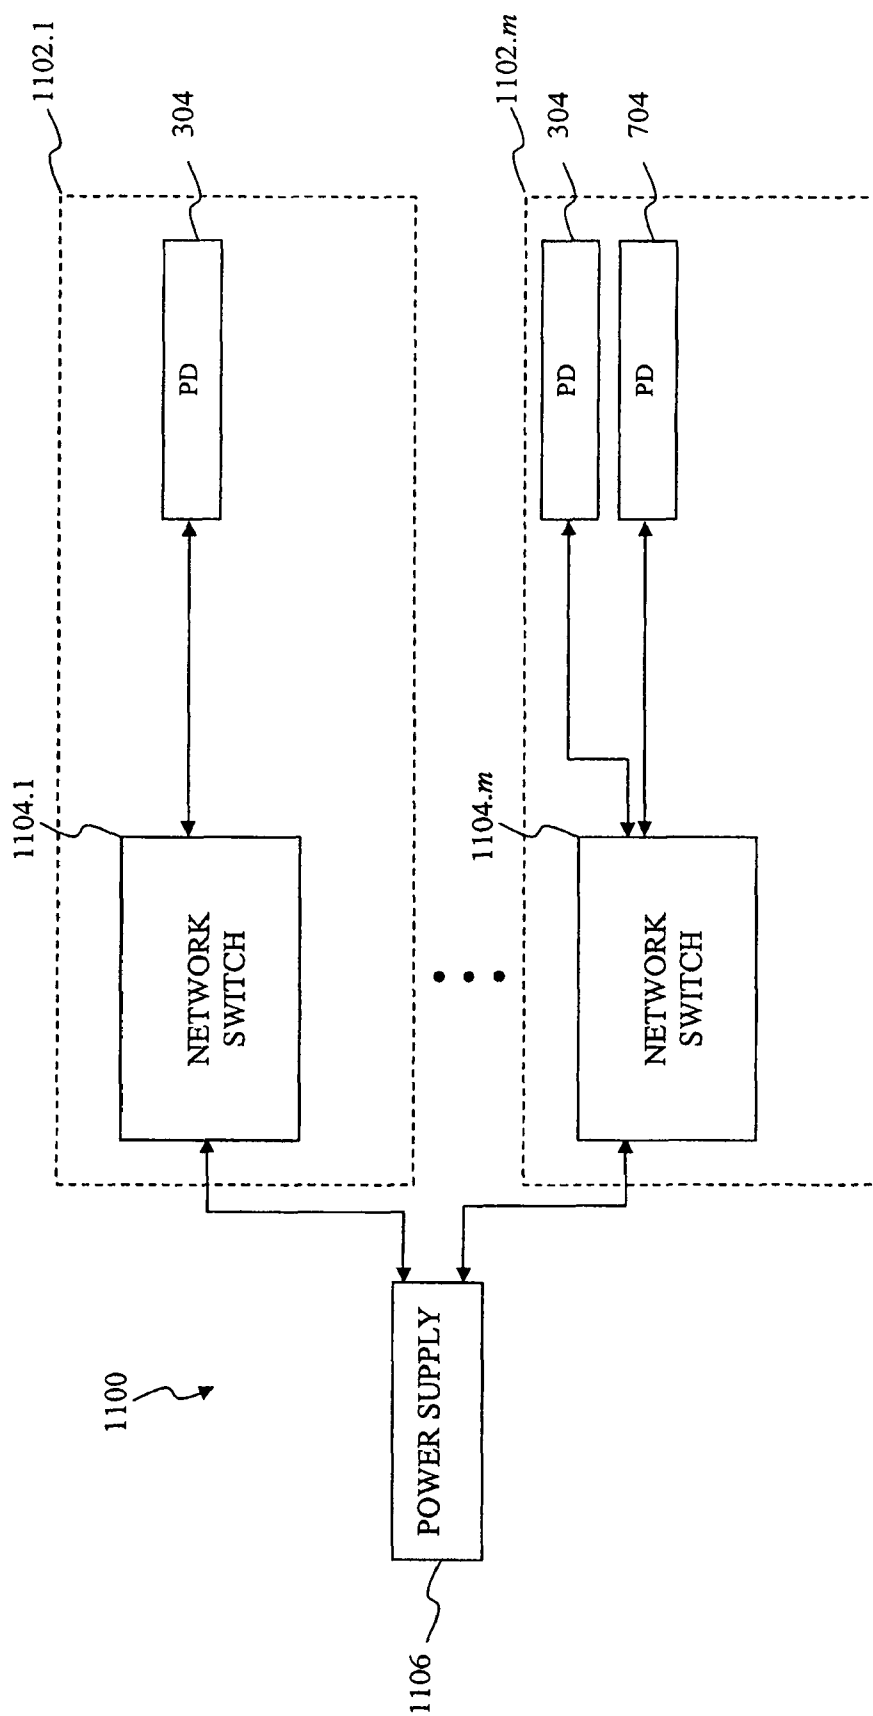 1102.1
304
PD
1104.1
NETWORK
SWITCH
1102.m
304
704
PD
PD
1104.m
NETWORK
SWITCH
1100
POWER SUPPLY
1106